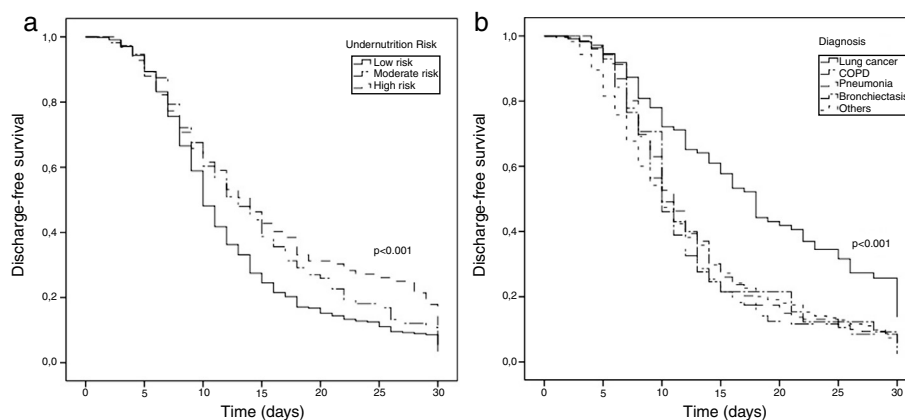 a
Undernutrition Risk
Low risk
Moderate risk
High risk
1,0
0,8
0,6
0,4
0,2
0,0
Discharge-free survival
p<0.001
0 5 10 15 20 25 30
Time (days)
b
Diagnosis
Lung cancer
COPD
Pneumonia
Bronchiectasis
Others
1,0
0,8
0,6
0,4
0,2
0,0
Discharge-free survival
p<0.001
0 5 10 15 20 25 30
Time (days)